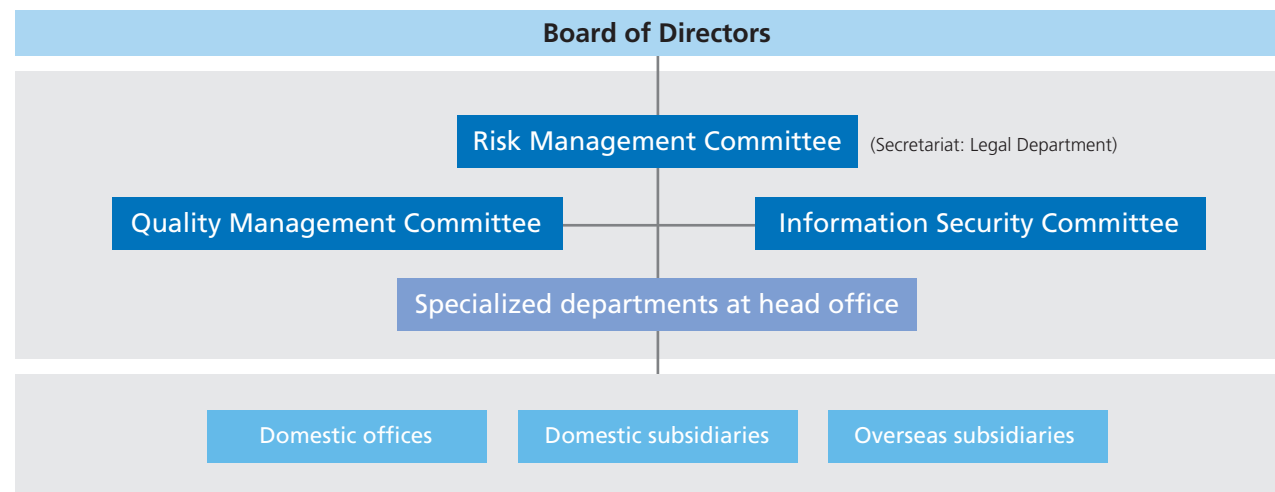 Board of Directors
Risk Management Committee
(Secretariat: Legal Department)
Quality Management Committee
Information Security Committee
Specialized departments at head office
Domestic offices
Domestic subsidiaries
Overseas subsidiaries